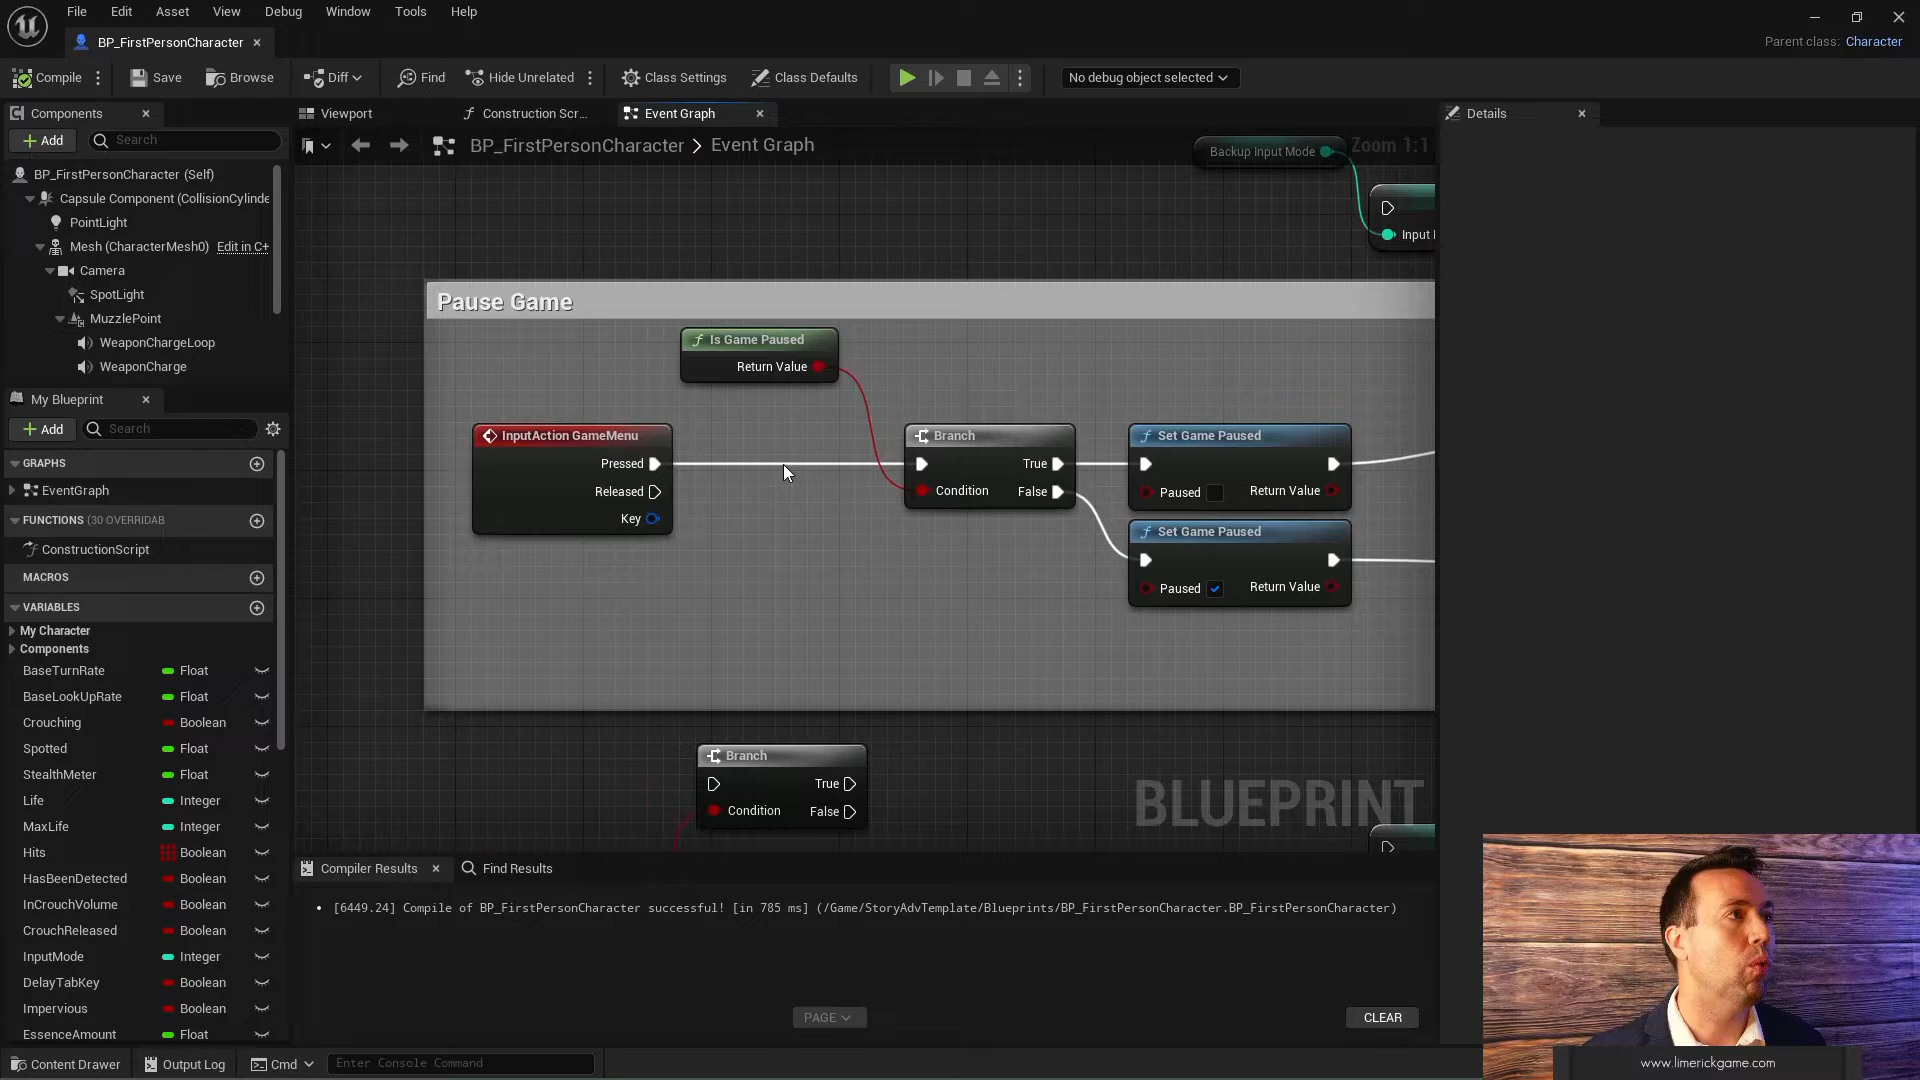 File Edit Asset View Debug Window Tools Help
BP_FirstPersonCharacter
Parent class: Character
Compile Save Browse Diff Find Hide Unrelated Class Settings Class Defaults No debug object selected
Components
Viewport
Construction Scr...
Event Graph
Details
Add
Search
BP_FirstPersonCharacter > Event Graph
Backup Input Mode
Zoom 1:1
BP_FirstPersonCharacter (Self)
Capsule Component (CollisionCylinde
PointLight
Mesh (CharacterMesh0) Edit in C+
Camera
SpotLight
MuzzlePoint
WeaponChargeLoop
WeaponCharge
Input
Pause Game
Is Game Paused
Return Value
InputAction GameMenu
Pressed
Released
Key
Branch
True
Condition False
Set Game Paused
Paused Return Value
Set Game Paused
Paused Return Value
My Blueprint
Add
Search
GRAPHS
EventGraph
FUNCTIONS (30 OVERRIDAB
ConstructionScript
MACROS
VARIABLES
My Character
Components
BaseTurnRate Float
BaseLookUpRate Float
Crouching Boolean
Spotted Float
StealthMeter Float
Life Integer
MaxLife Integer
Hits Boolean
HasBeenDetected Boolean
InCrouchVolume Boolean
CrouchReleased Boolean
InputMode Integer
DelayTabKey Boolean
Impervious Boolean
EssenceAmount Float
Branch
True
Condition False
BLUEPRINT
Compiler Results
Find Results
• [6449.24] Compile of BP_FirstPersonCharacter successful! [in 785 ms] (/Game/StoryAdvTemplate/Blueprints/BP_FirstPersonCharacter.BP_FirstPersonCharacter)
PAGE
CLEAR
Content Drawer Output Log Cmd Enter Console Command
www.limerickgame.com